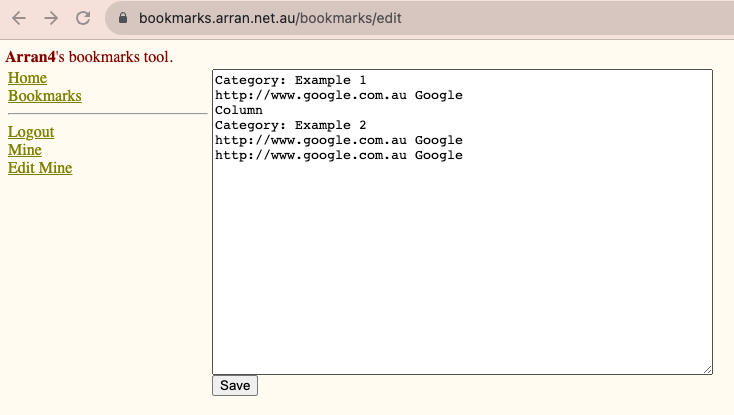 bookmarks.arran.net.au/bookmarks/edit
Arran4's bookmarks tool.
Home
Bookmarks
Logout
Mine
Edit Mine
Category: Example 1
http://www.google.com.au Google
Column
Category: Example 2
http://www.google.com.au Google
http://www.google.com.au Google
Save